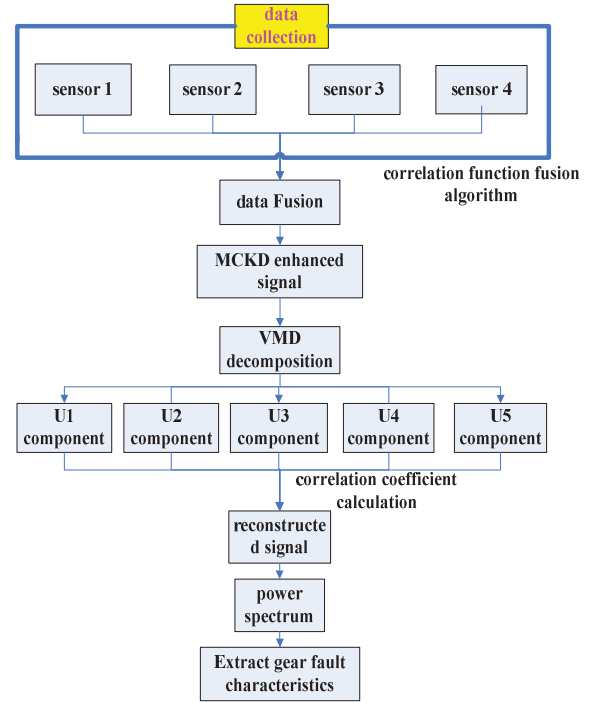 data
collection
sensor 1
sensor 2
sensor 3
sensor 4
correlation function fusion
algorithm
data Fusion
MCKD enhanced
signal
VMD
decomposition
U1
component
U2
component
U3
component
U4
component
U5
component
correlation coefficient
calculation
reconstructe
d signal
power
spectrum
Extract gear fault
characteristics